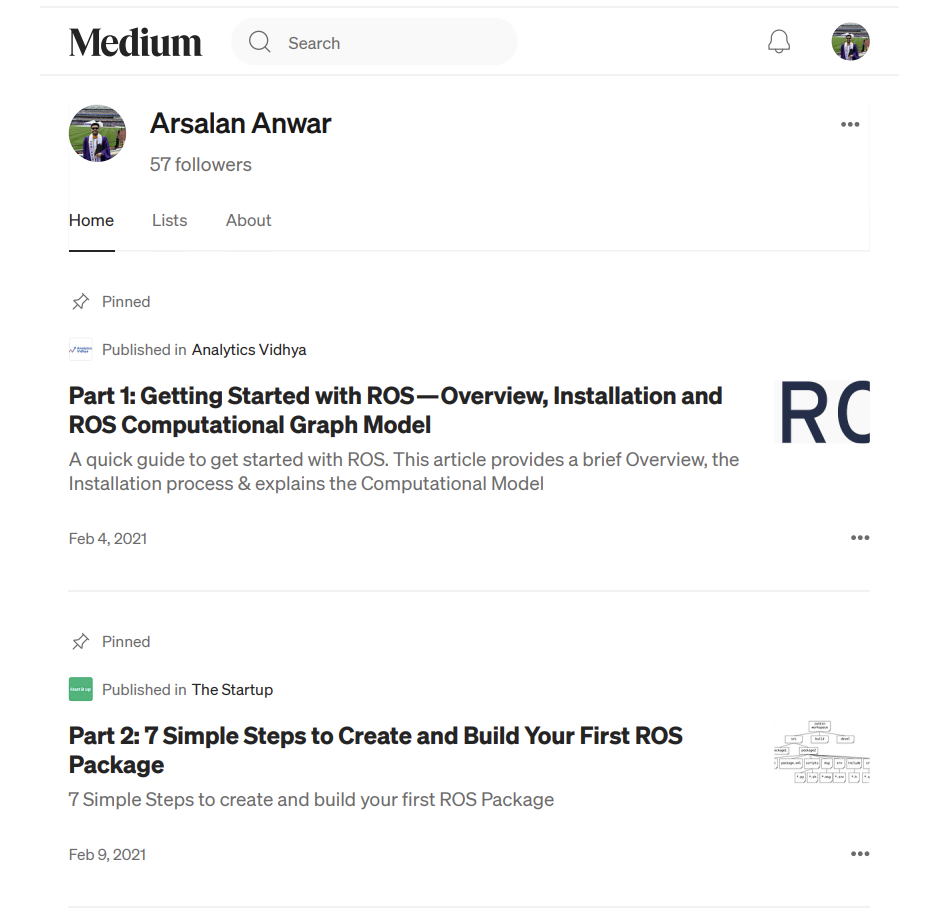 Medium
Search
Arsalan Anwar
57 followers
Home
Lists
About
Pinned
Published in Analytics Vidhya
Part 1: Getting Started with ROS—Overview, Installation and
ROS Computational Graph Model
RO
A quick guide to get started with ROS. This article provides a brief Overview, the
Installation process & explains the Computational Model
Feb 4, 2021
Pinned
Published in The Startup
Part 2: 7 Simple Steps to Create and Build Your First ROS
Package
7 Simple Steps to create and build your first ROS Package
Feb 9, 2021